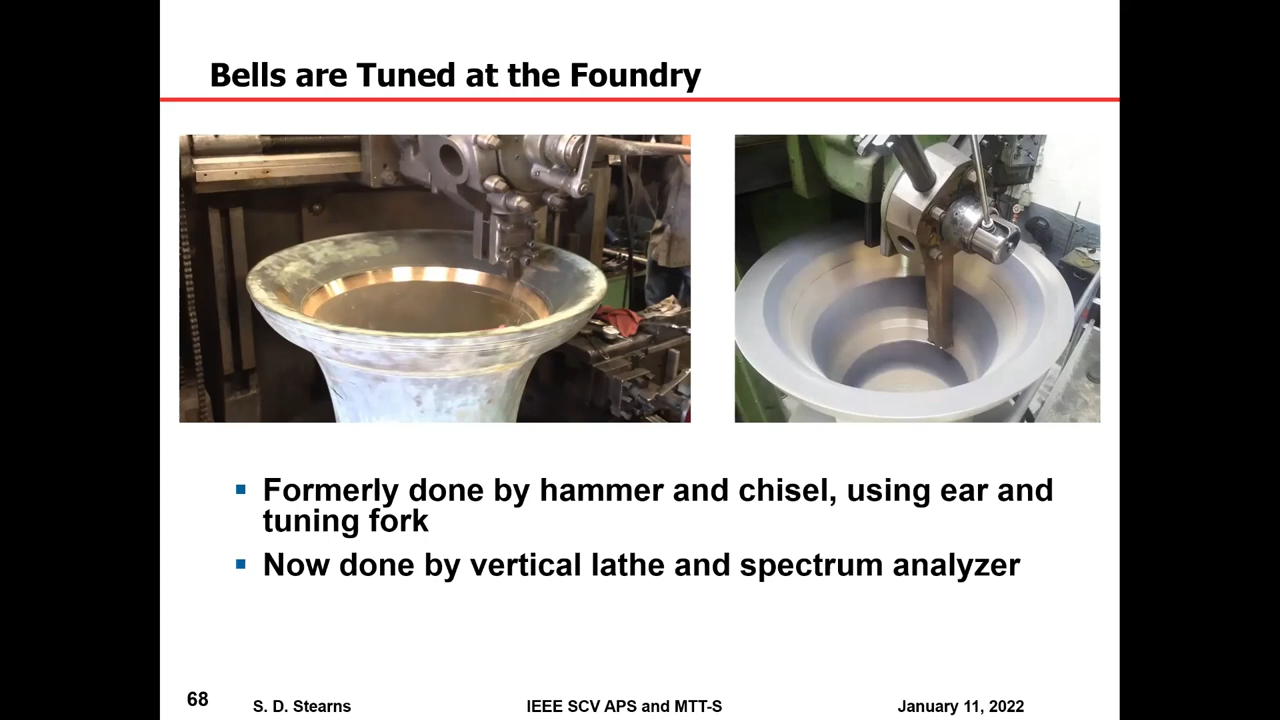 Bells are Tuned at the Foundry
▪ Formerly done by hammer and chisel, using ear and
tuning fork
▪ Now done by vertical lathe and spectrum analyzer
68 S. D. Stearns IEEE SCV APS and MTT-S January 11, 2022